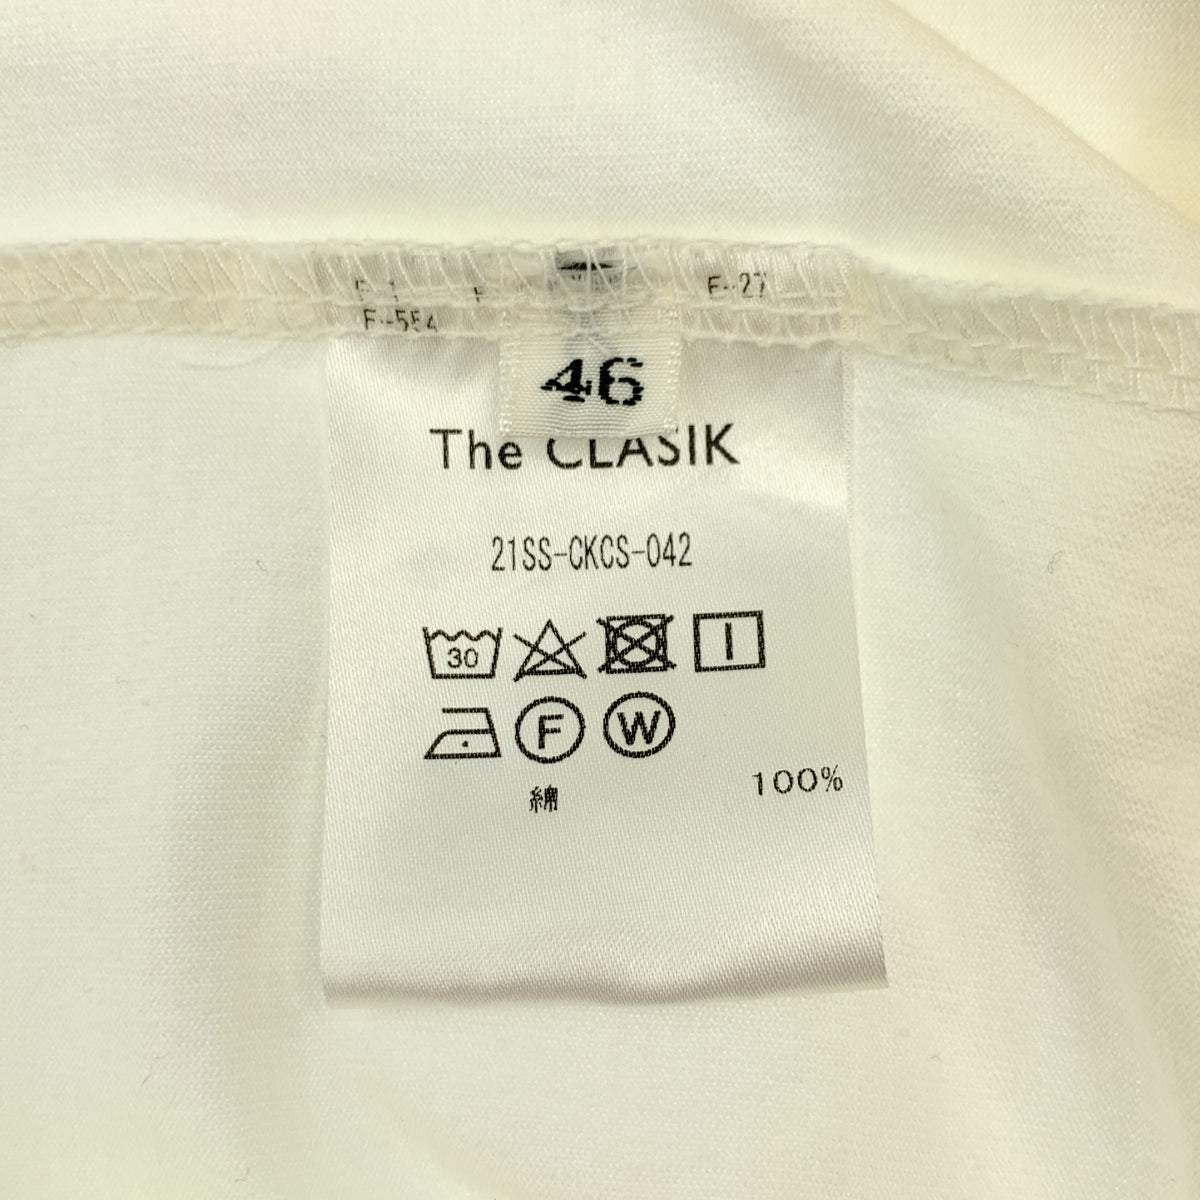 E-27
46
The CLASIK
21SS-CKCS-042
30
F W
綿 100%